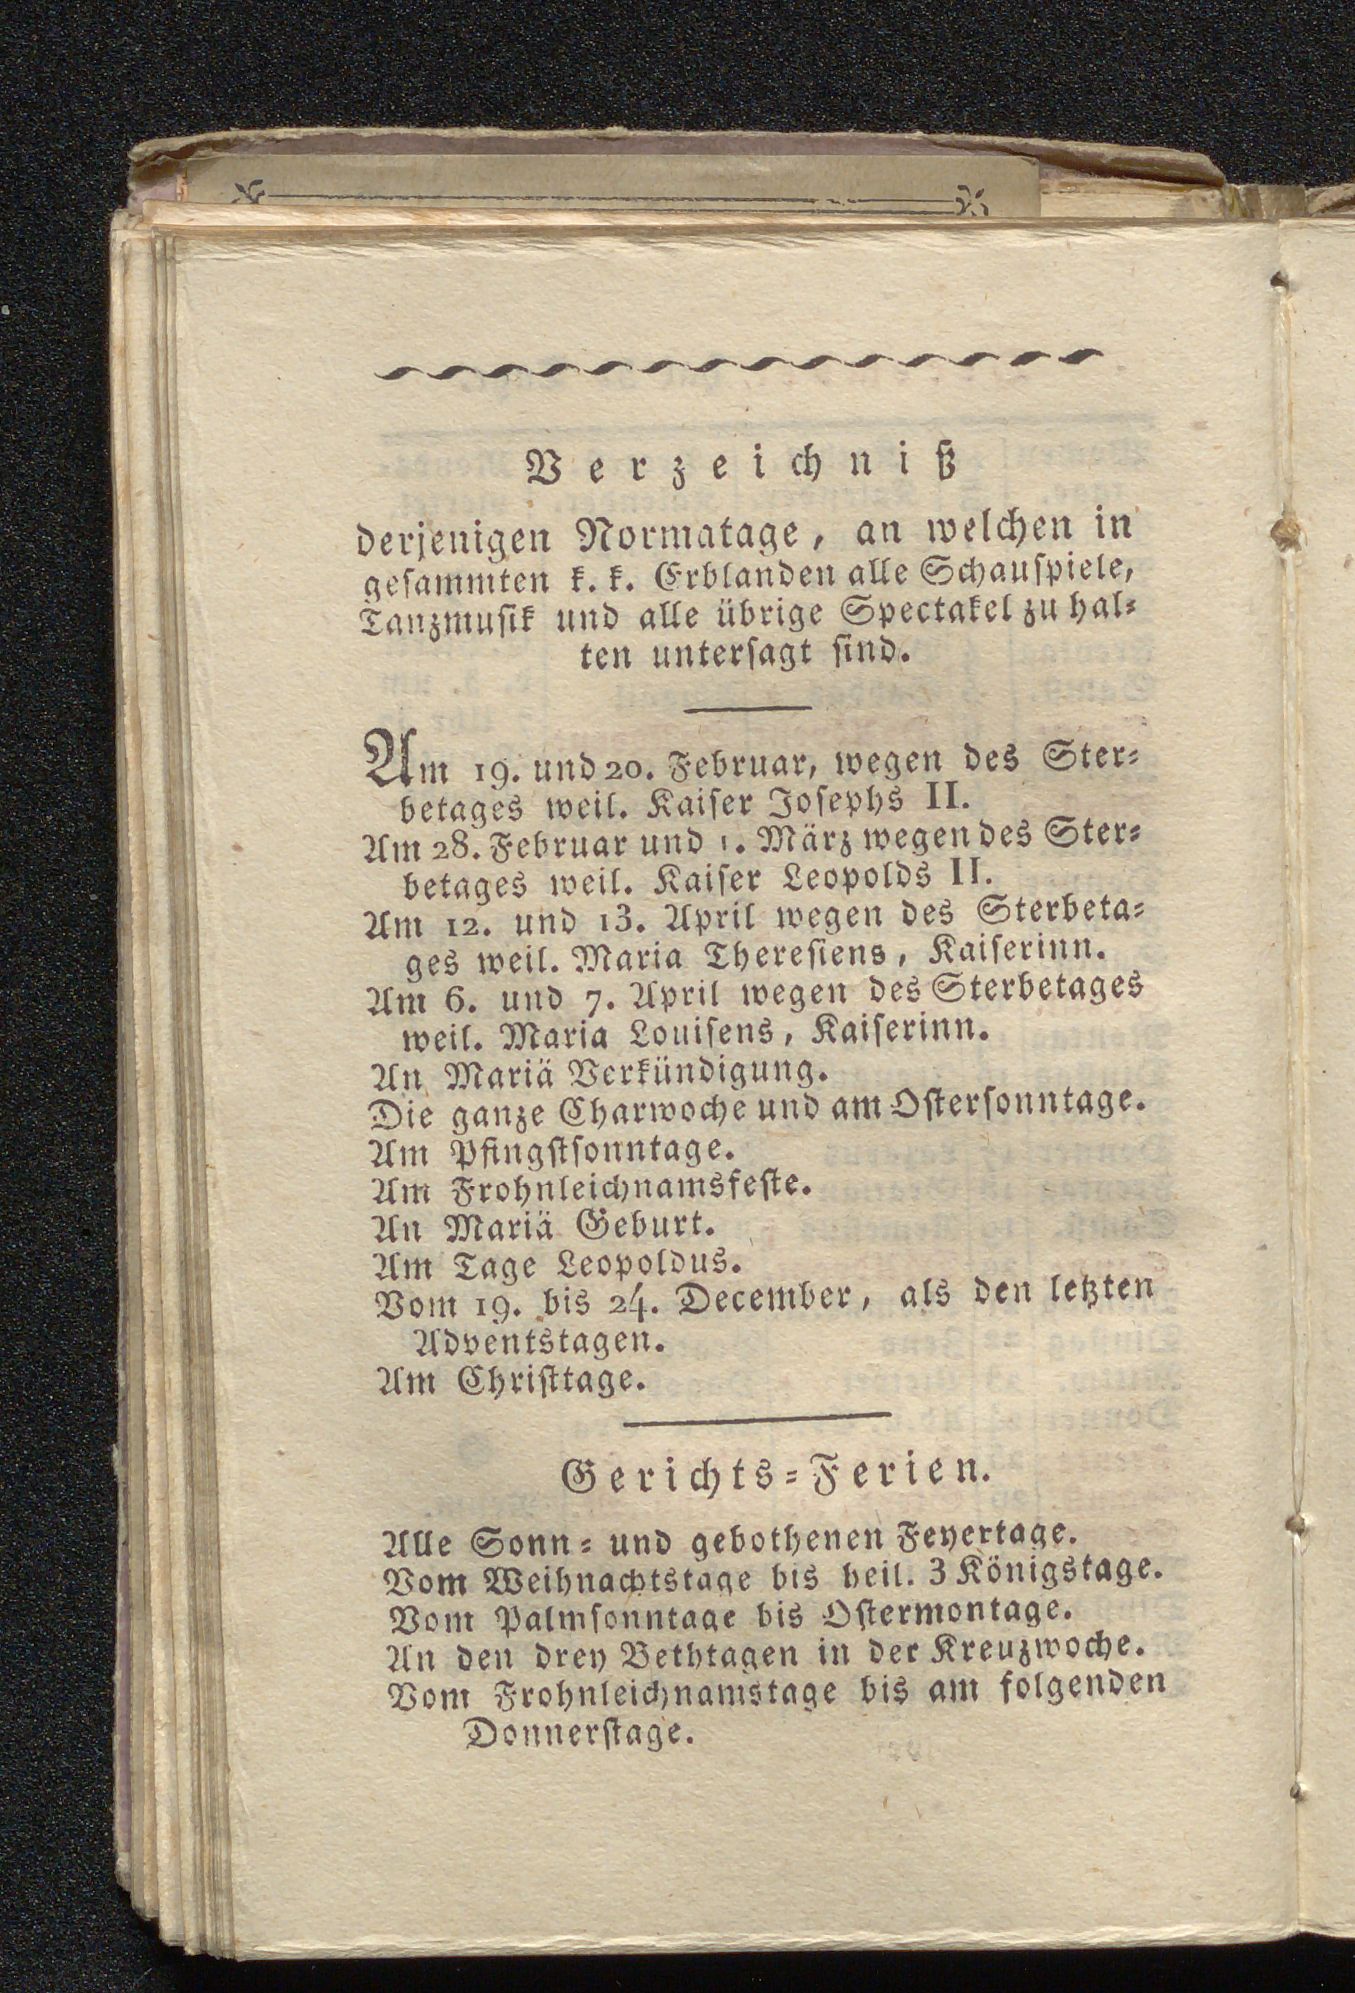 Verzeichniß
derjenigen Normatage, an welchen in
gesammten k. k. Erblanden alle Schauspiele,
Tanzmusik und alle übrige Spectakel zu hal-
ten untersagt sind.
Am 19. und 20. Februar, wegen des Ster-
betages weil. Kaiser Josephs II.
Am 28. Februar und 1. März wegen des Ster-
betages weil. Kaiser Leopolds II.
Am 12. und 13. April wegen des Sterbeta-
ges weil. Maria Theresiens, Kaiserinn.
Am 6. und 7. April wegen des Sterbetages
weil. Maria Louisens, Kaiserinn.
An Mariä Verkündigung.
Die ganze Charwoche und am Ostersonntage.
Am Pfingstsonntage.
Am Frohnleichnamsfeste.
An Mariä Geburt.
Am Tage Leopoldus.
Vom 19. bis 24. December, als den letzten
Adventstagen.
Am Christtage.
Gerichts-Ferien.
Alle Sonn- und gebothenen Feyertage.
Vom Weihnachtstage bis heil. 3 Königstage.
Vom Palmsonntage bis Ostermontage.
An den drey Bethtagen in der Kreuzwoche.
Vom Frohnleichnamstage bis am folgenden
Donnerstage.